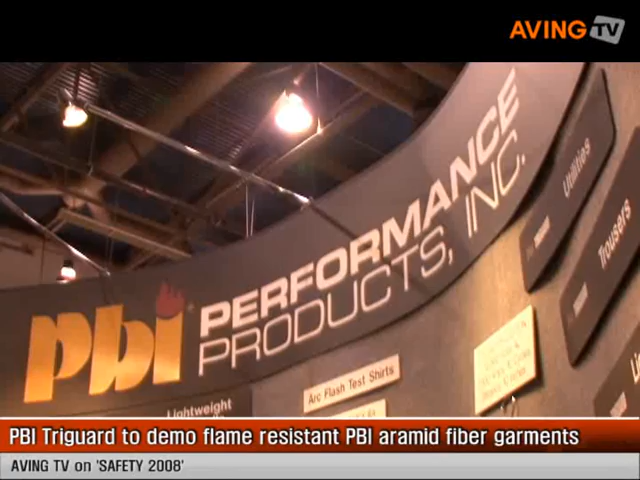 AVING TV
pbi PERFORMANCE
PRODUCTS, INC.
Utilities
Trousers
Arc Flash Test Shirts
Lightweight
PBI Triguard to demo flame resistant PBI aramid fiber garments
AVING TV on 'SAFETY 2008'